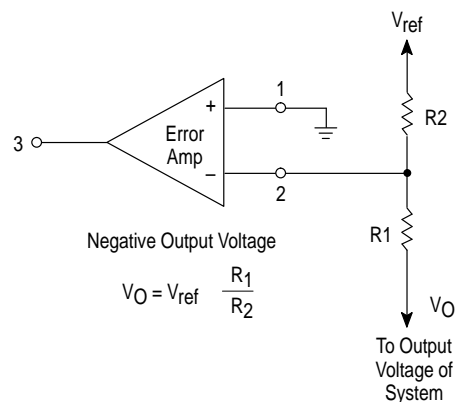 Vref
1
+
R2
3
Error
Amp
–
2
R1
Negative Output Voltage
VO = Vref R1
R2
VO
To Output
Voltage of
System